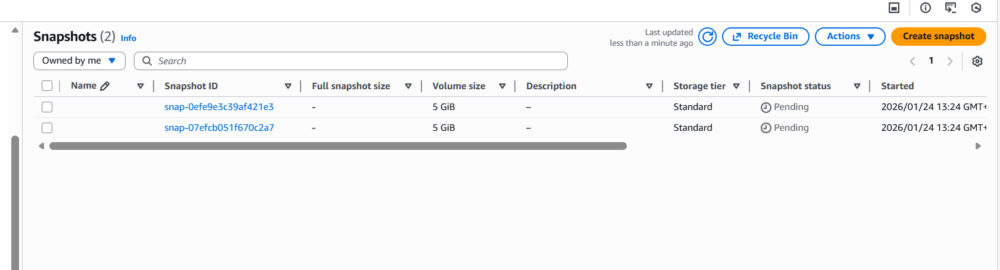 Snapshots (2) Info
Last updated
less than a minute ago
Recycle Bin
Actions
Create snapshot
Owned by me
Search
1
Name Snapshot ID Full snapshot size Volume size Description Storage tier Snapshot status Started
snap-0efe9e3c39af421e3 - 5 GiB – Standard Pending 2026/01/24 13:24 GMT+
snap-07efcb051f670c2a7 - 5 GiB – Standard Pending 2026/01/24 13:24 GMT+